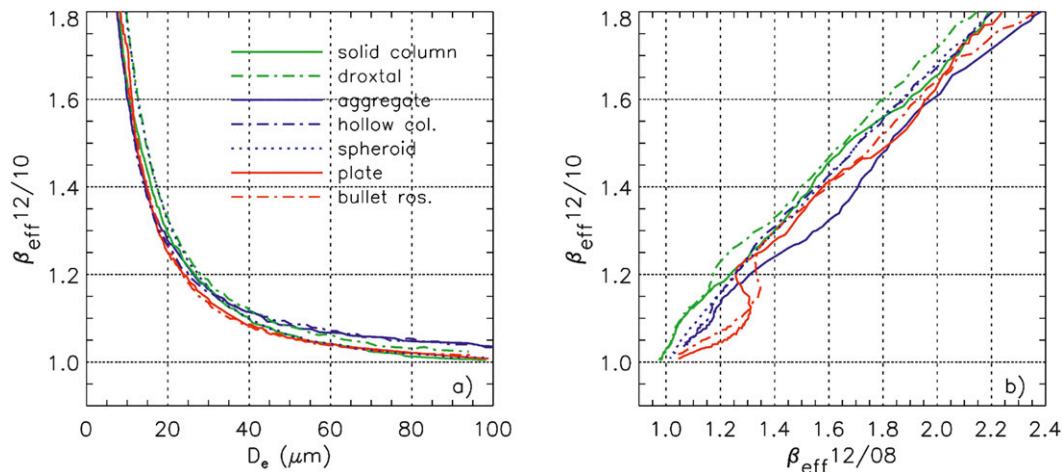 1.8
1.6
1.4
1.2
1.0
β_eff 12/10
solid column
droxtal
aggregate
hollow col.
spheroid
plate
bullet ros.
a)
0 20 40 60 80 100
D_e (μm)
1.8
1.6
1.4
1.2
1.0
β_eff 12/10
b)
1.0 1.2 1.4 1.6 1.8 2.0 2.2 2.4
β_eff 12/08